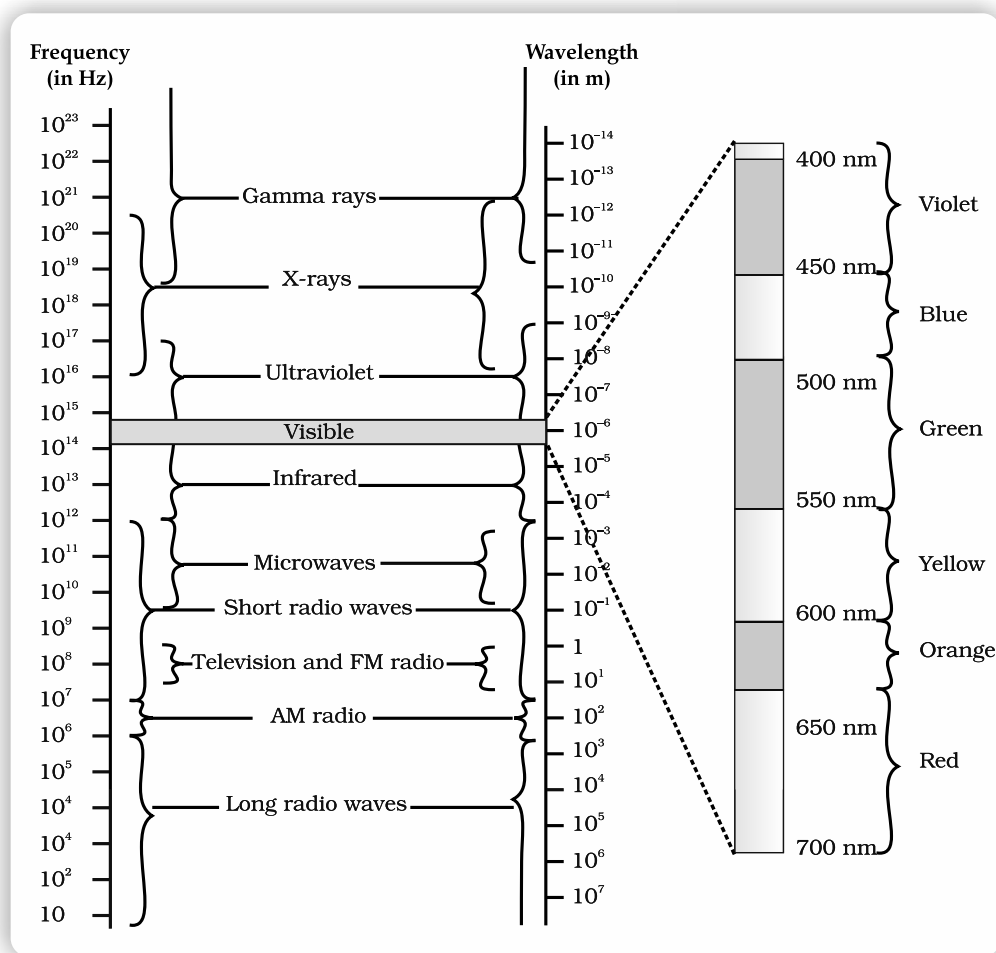 Frequency
(in Hz)
Wavelength
(in m)
10²³
10²²
10²¹
10²⁰
10¹⁹
10¹⁸
10¹⁷
10¹⁶
10¹⁵
10¹⁴
10¹³
10¹²
10¹¹
10¹⁰
10⁹
10⁸
10⁷
10⁶
10⁵
10⁴
10⁴
10²
10
Gamma rays
X-rays
Ultraviolet
Visible
Infrared
Microwaves
Short radio waves
Television and FM radio
AM radio
Long radio waves
10⁻¹⁴
10⁻¹³
10⁻¹²
10⁻¹¹
10⁻¹⁰
10⁻⁹
10⁻⁸
10⁻⁷
10⁻⁶
10⁻⁵
10⁻⁴
10⁻³
10⁻²
10⁻¹
1
10¹
10²
10³
10⁴
10⁵
10⁶
10⁷
400 nm
450 nm
500 nm
550 nm
600 nm
650 nm
700 nm
Violet
Blue
Green
Yellow
Orange
Red